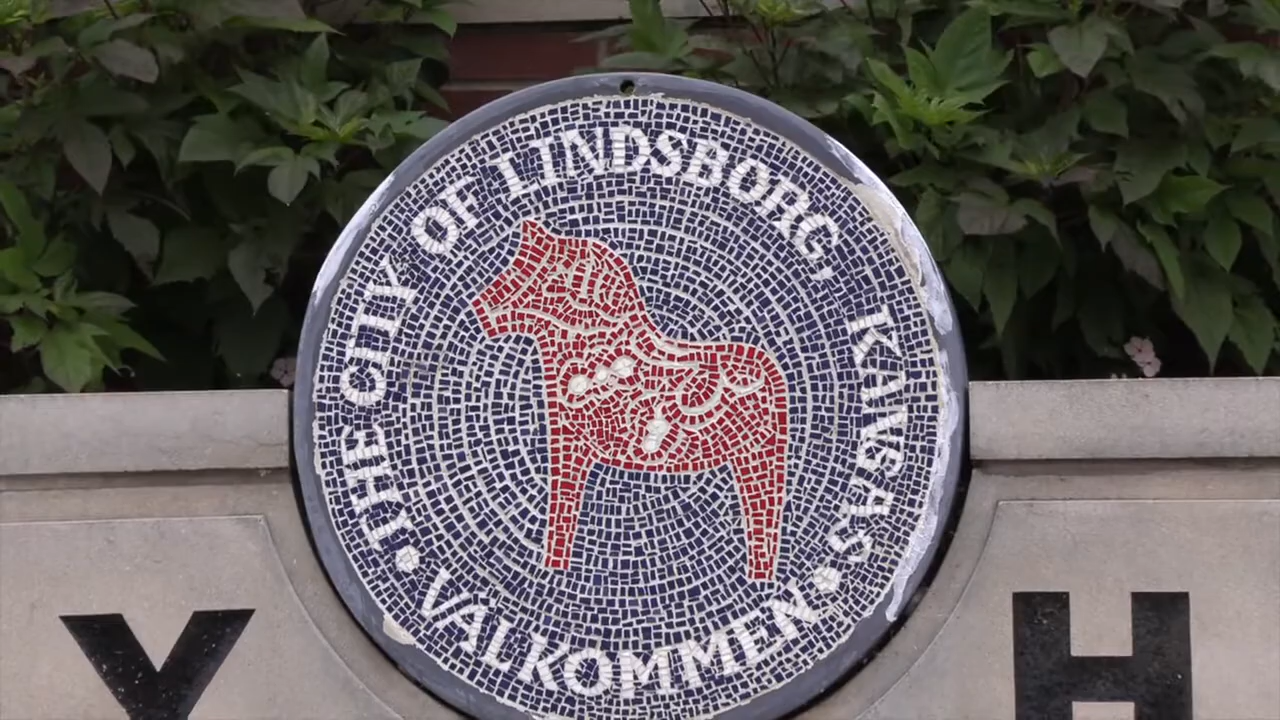 THE CITY OF LINDSBORG, KANSAS
• VALKOMMEN •
Y H